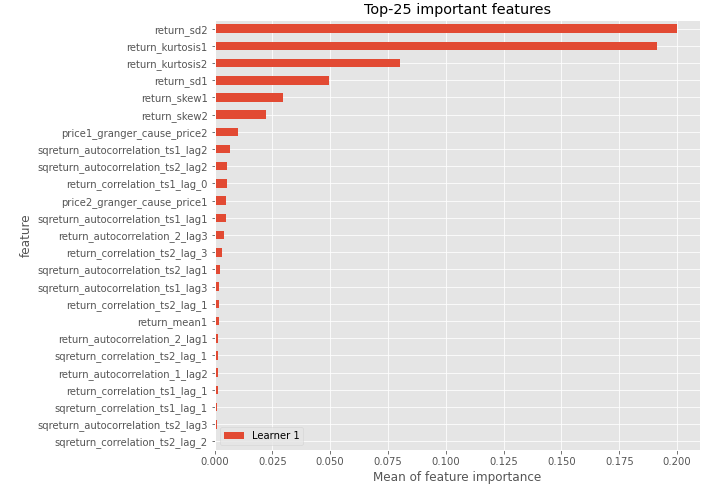 Top-25 important features
return_sd2
return_kurtosis1
return_kurtosis2
return_sd1
return_skew1
return_skew2
price1_granger_cause_price2
sqreturn_autocorrelation_ts1_lag2
sqreturn_autocorrelation_ts2_lag2
return_correlation_ts1_lag_0
price2_granger_cause_price1
sqreturn_autocorrelation_ts1_lag1
return_autocorrelation_2_lag3
return_correlation_ts2_lag_3
sqreturn_autocorrelation_ts2_lag1
sqreturn_autocorrelation_ts1_lag3
return_correlation_ts2_lag_1
return_mean1
return_autocorrelation_2_lag1
sqreturn_correlation_ts2_lag_1
return_autocorrelation_1_lag2
return_correlation_ts1_lag_1
sqreturn_correlation_ts1_lag_1
sqreturn_autocorrelation_ts2_lag3
sqreturn_correlation_ts2_lag_2
feature
Learner 1
0.000 0.025 0.050 0.075 0.100 0.125 0.150 0.175 0.200
Mean of feature importance